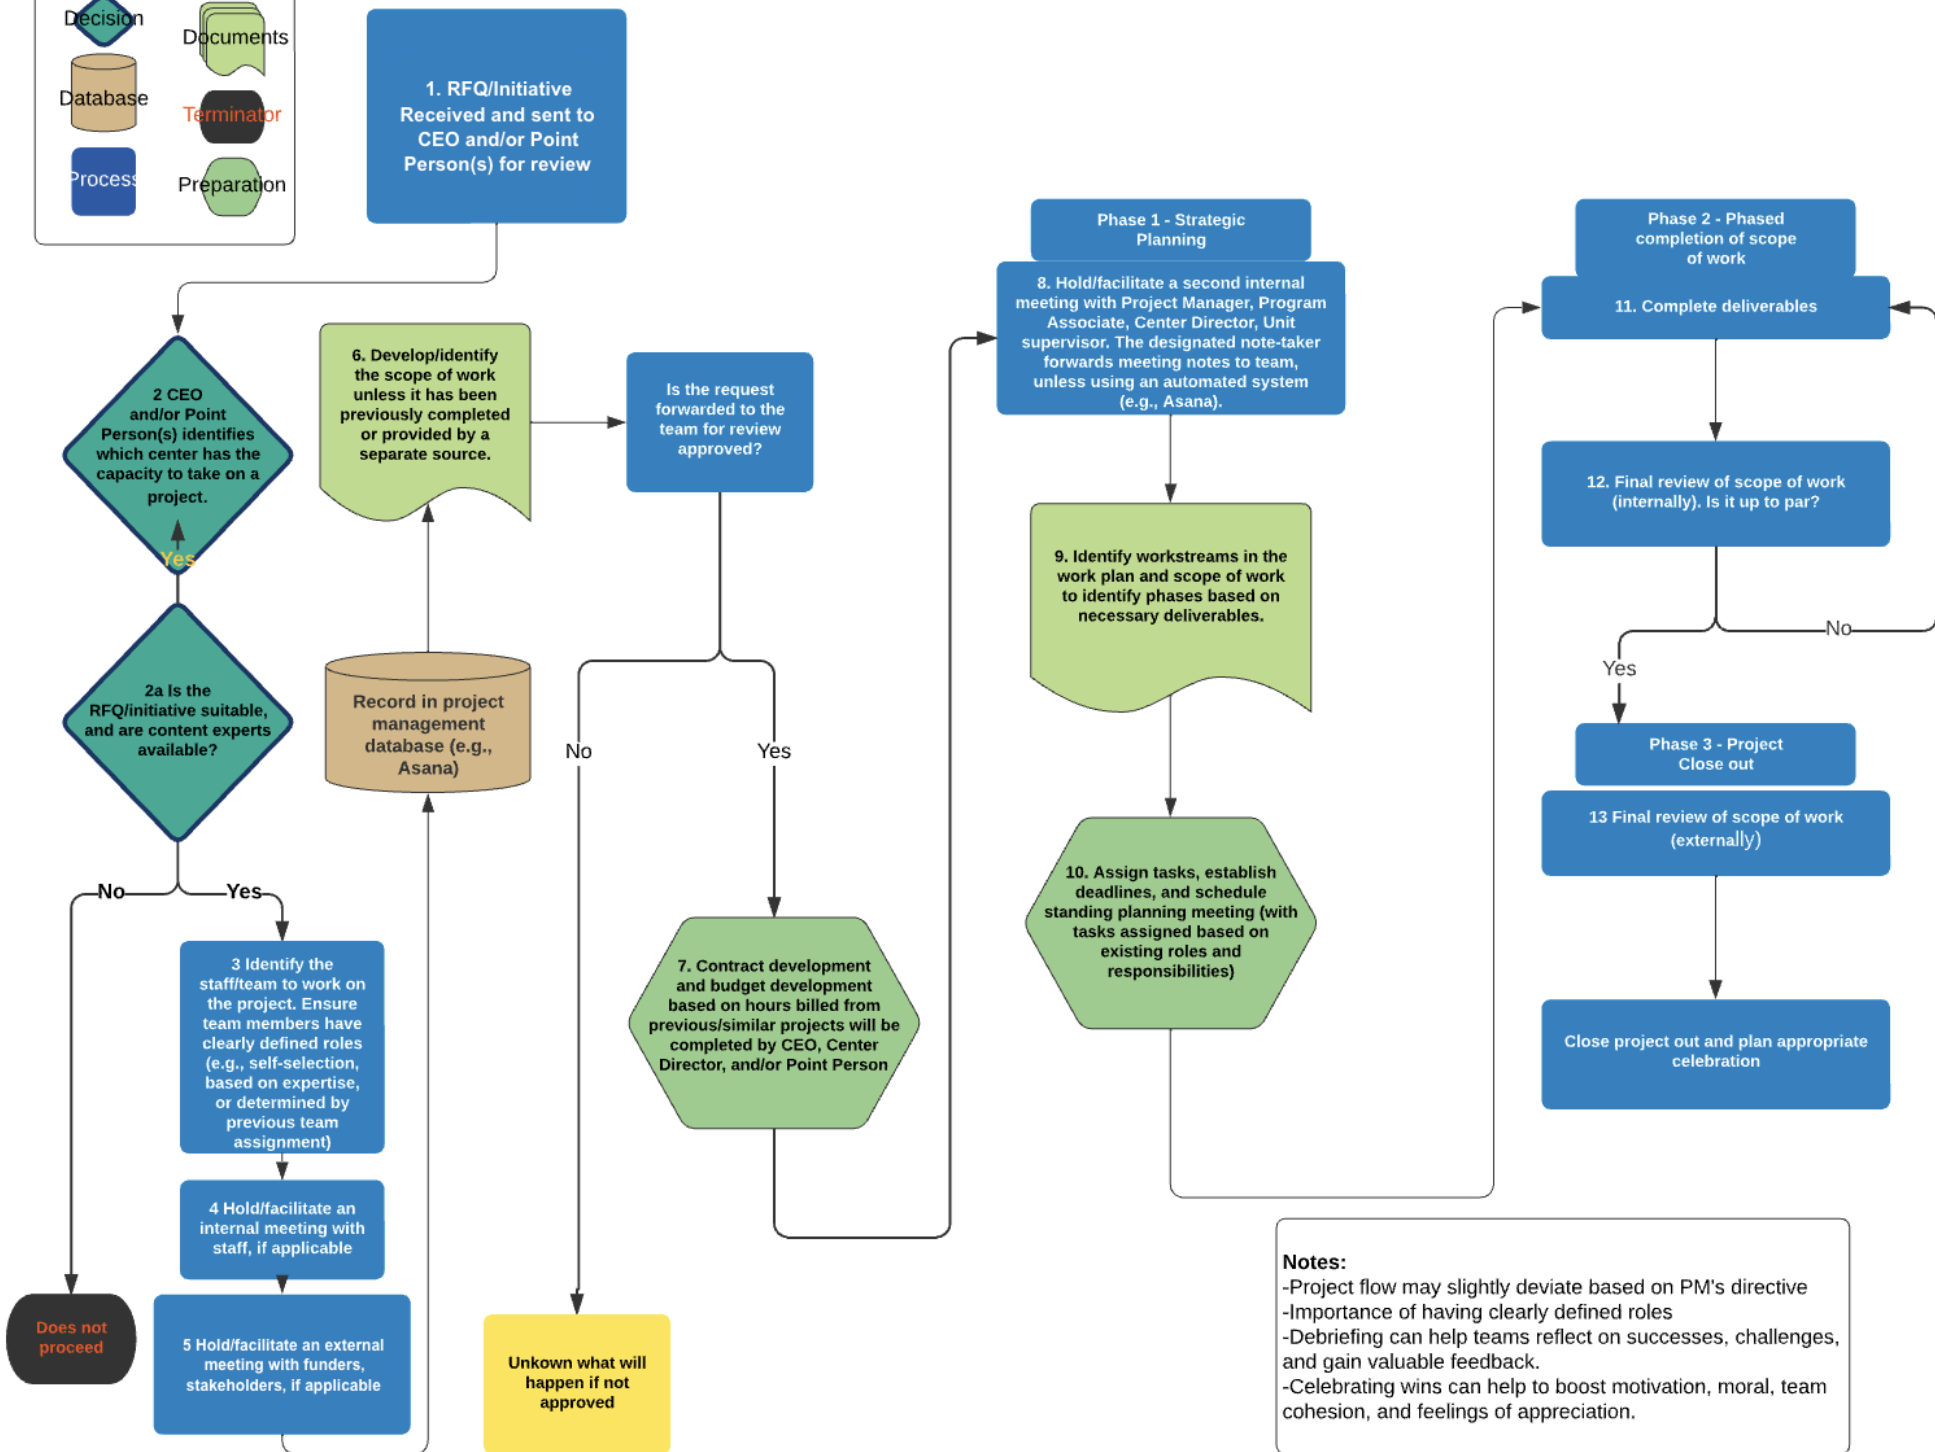 Decision
Documents
Database
Terminator
Process
Preparation
1. RFQ/Initiative
Received and sent to
CEO and/or Point
Person(s) for review
2 CEO
and/or Point
Person(s) identifies
which center has the
capacity to take on a
project.
Yes
2a Is the
RFQ/initiative suitable,
and are content experts
available?
No
Yes
3 Identify the
staff/team to work on
the project. Ensure
team members have
clearly defined roles
(e.g., self-selection,
based on expertise,
or determined by
previous team
assignment)
4 Hold/facilitate an
internal meeting with
staff, if applicable
Does not
proceed
5 Hold/facilitate an external
meeting with funders,
stakeholders, if applicable
Record in project
management
database (e.g.,
Asana)
6. Develop/identify
the scope of work
unless it has been
previously completed
or provided by a
separate source.
Is the request
forwarded to the
team for review
approved?
No
Yes
Unkown what will
happen if not
approved
7. Contract development
and budget development
based on hours billed from
previous/similar projects will be
completed by CEO, Center
Director, and/or Point Person
Phase 1 - Strategic
Planning
8. Hold/facilitate a second internal
meeting with Project Manager, Program
Associate, Center Director, Unit
supervisor. The designated note-taker
forwards meeting notes to team,
unless using an automated system
(e.g., Asana).
9. Identify workstreams in the
work plan and scope of work
to identify phases based on
necessary deliverables.
10. Assign tasks, establish
deadlines, and schedule
standing planning meeting (with
tasks assigned based on
existing roles and
responsibilities)
Phase 2 - Phased
completion of scope
of work
11. Complete deliverables
12. Final review of scope of work
(internally). Is it up to par?
No
Yes
Phase 3 - Project
Close out
13 Final review of scope of work
(externally)
Close project out and plan appropriate
celebration
Notes:
-Project flow may slightly deviate based on PM's directive
-Importance of having clearly defined roles
-Debriefing can help teams reflect on successes, challenges,
and gain valuable feedback.
-Celebrating wins can help to boost motivation, moral, team
cohesion, and feelings of appreciation.